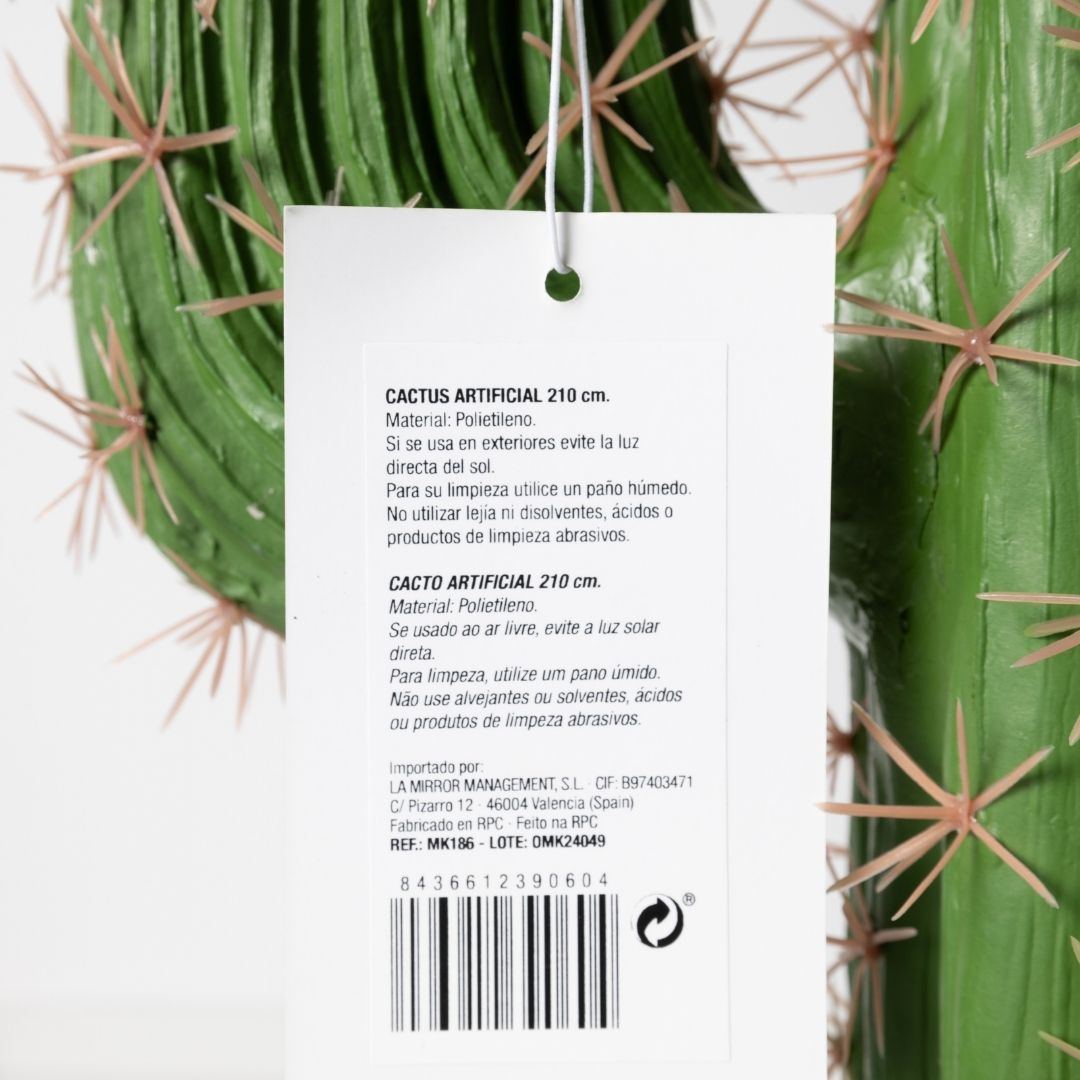 CACTUS ARTIFICIAL 210 cm.
Material: Polietileno.
Si se usa en exteriores evite la luz
directa del sol.
Para su limpieza utilice un paño húmedo.
No utilizar lejía ni disolventes, ácidos o
productos de limpieza abrasivos.
CACTO ARTIFICIAL 210 cm.
Material: Polietileno.
Se usado ao ar livre, evite a luz solar
direta.
Para limpeza, utilize um pano úmido.
Não use alvejantes ou solventes, ácidos
ou produtos de limpeza abrasivos.
Importado por:
LA MIRROR MANAGEMENT, S.L. · CIF: B97403471
C/ Pizarro 12 · 46004 Valencia (Spain)
Fabricado en RPC · Feito na RPC
REF.: MK186 - LOTE: OMK24049
8436612390604
®